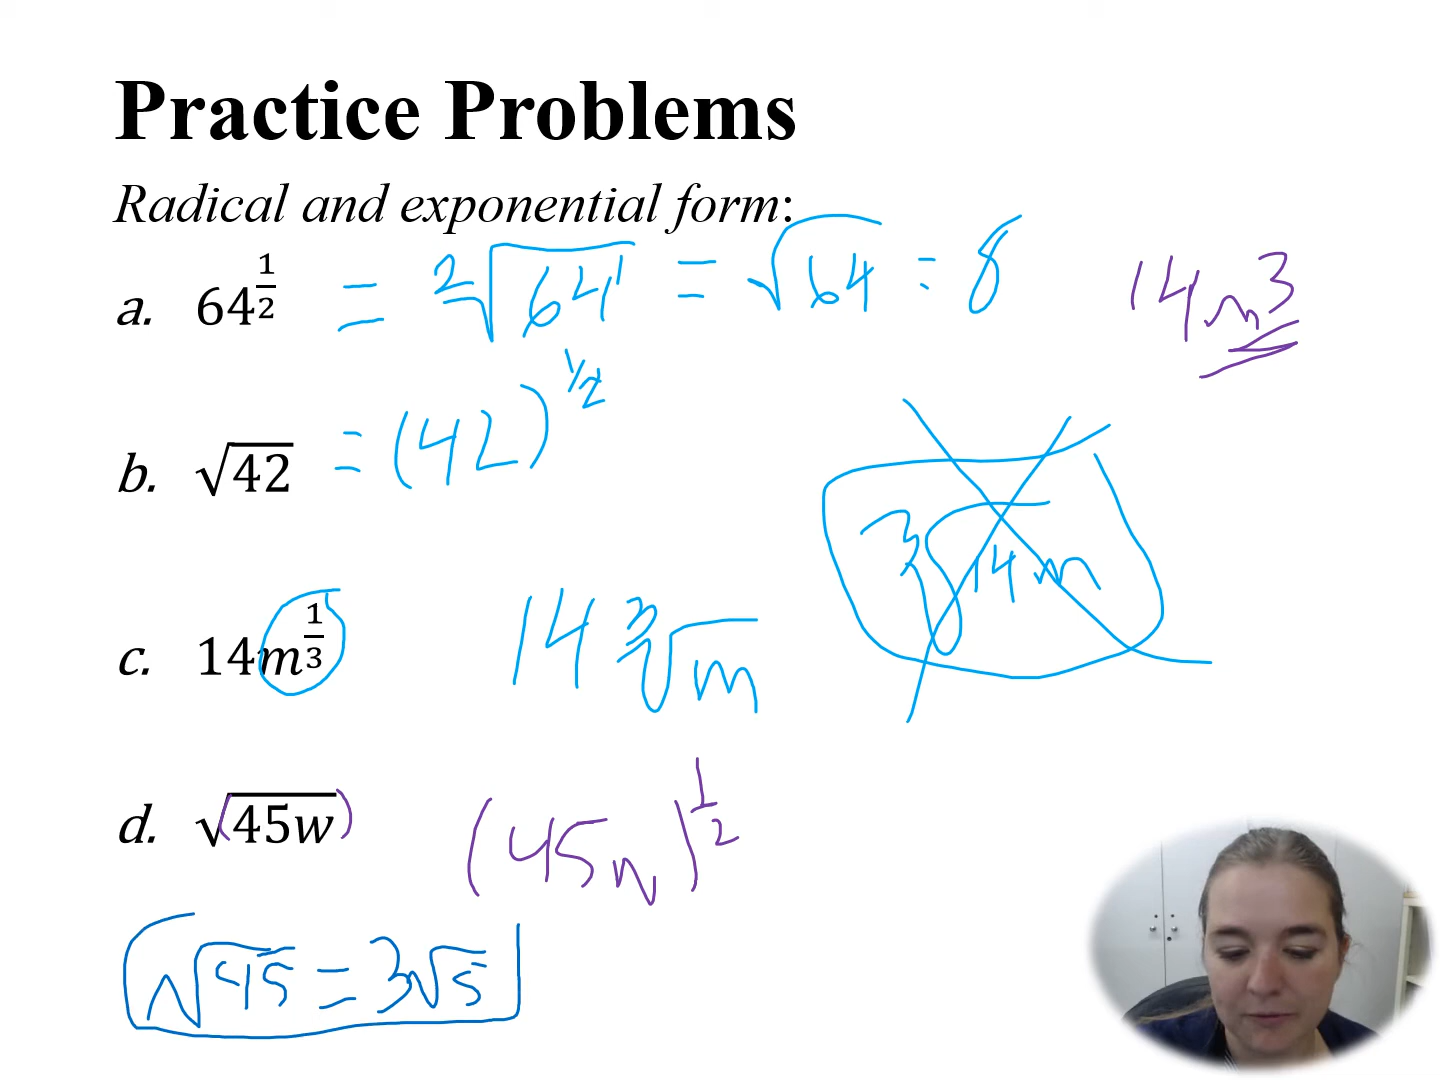 Practice Problems
Radical and exponential form:
a. 64^{1/2} = ²√64¹ = √64 = 8
14m3
b. √42 = (42)^{1/2}
³√14m
c. 14m^{1/3} 14 ³√m
d. √(45w) (45w)^{1/2}
√45 = 3√5